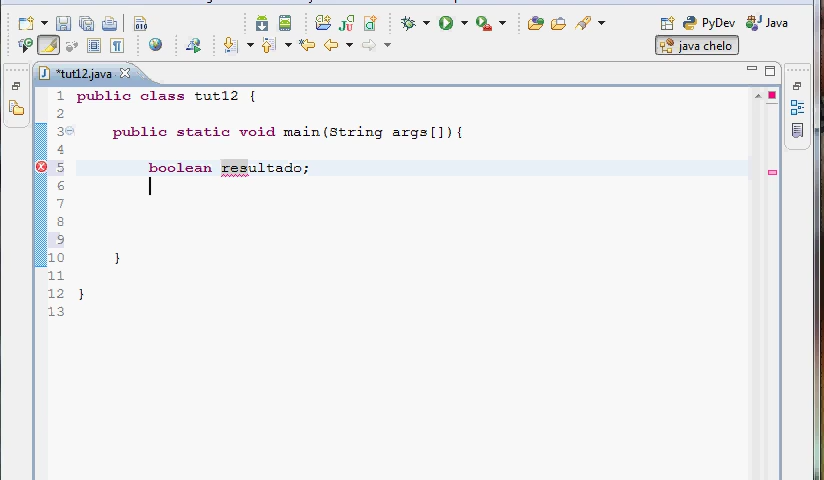 PyDev
Java
java chelo
*tut12.java
1 public class tut12 {
2
3 public static void main(String args[]){
4
5 boolean resultado;
6
7
8
9
10 }
11
12 }
13